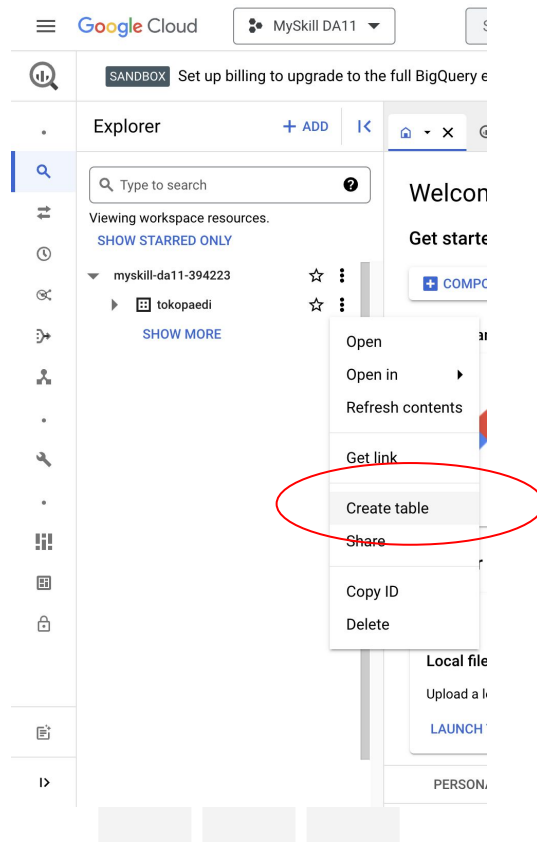 Google Cloud
MySkill DA11
S
SANDBOX Set up billing to upgrade to the full BigQuery e
Explorer
+ ADD
Type to search
Viewing workspace resources.
SHOW STARRED ONLY
myskill-da11-394223
tokopaedi
SHOW MORE
Open
Open in
Refresh contents
Get link
Create table
Share
Copy ID
Delete
Welcon
Get starte
COMPO
Local file
Upload a l
LAUNCH
PERSONA